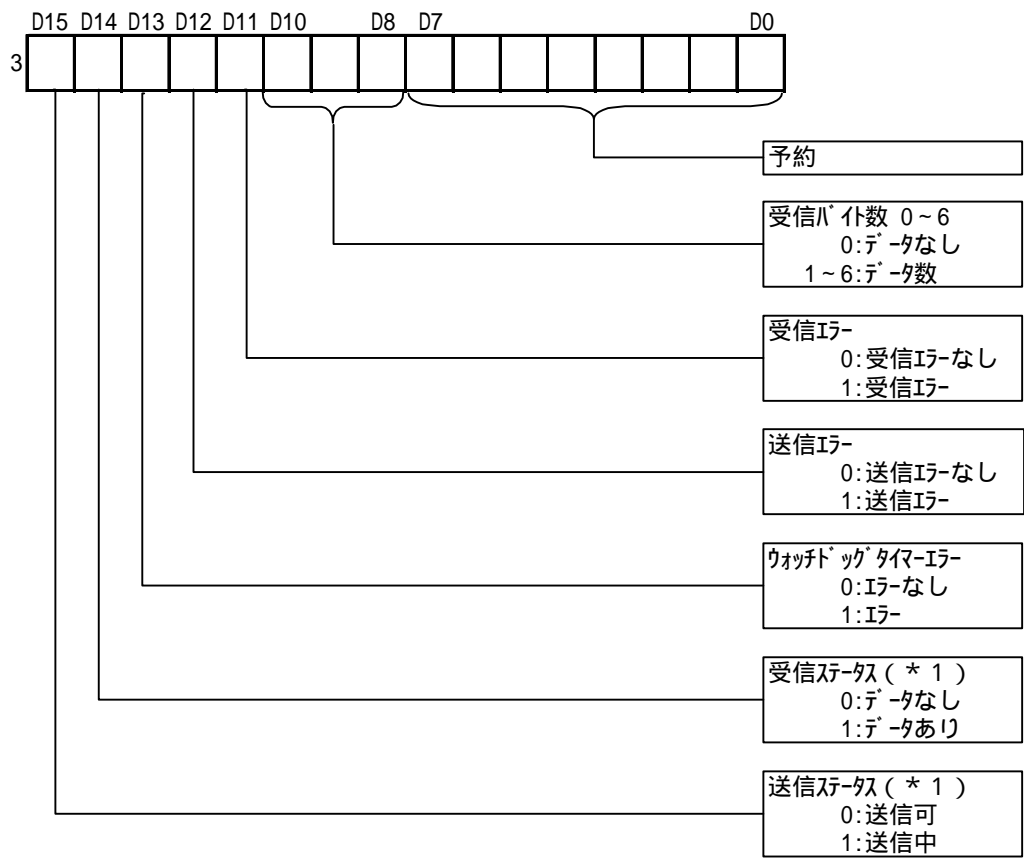 D15 D14 D13 D12 D11 D10 D8 D7 D0
3
予約
受信ﾊﾞｲﾄ数 0~6
0:ﾃﾞｰﾀなし
1~6:ﾃﾞｰﾀ数
受信ｴﾗｰ
0:受信ｴﾗｰなし
1:受信ｴﾗｰ
送信ｴﾗｰ
0:送信ｴﾗｰなし
1:送信ｴﾗｰ
ｳｫｯﾁﾄﾞｯｸﾞﾀｲﾏｰｴﾗｰ
0:ｴﾗｰなし
1:ｴﾗｰ
受信ｽﾃｰﾀｽ(*1)
0:ﾃﾞｰﾀなし
1:ﾃﾞｰﾀあり
送信ｽﾃｰﾀｽ(*1)
0:送信可
1:送信中